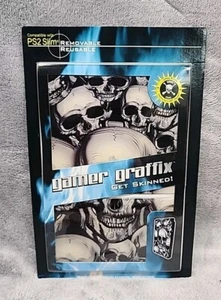 Compatible with
PS2 Slim
REMOVABLE
REUSABLE
gamer graffix
GET SKINNED!